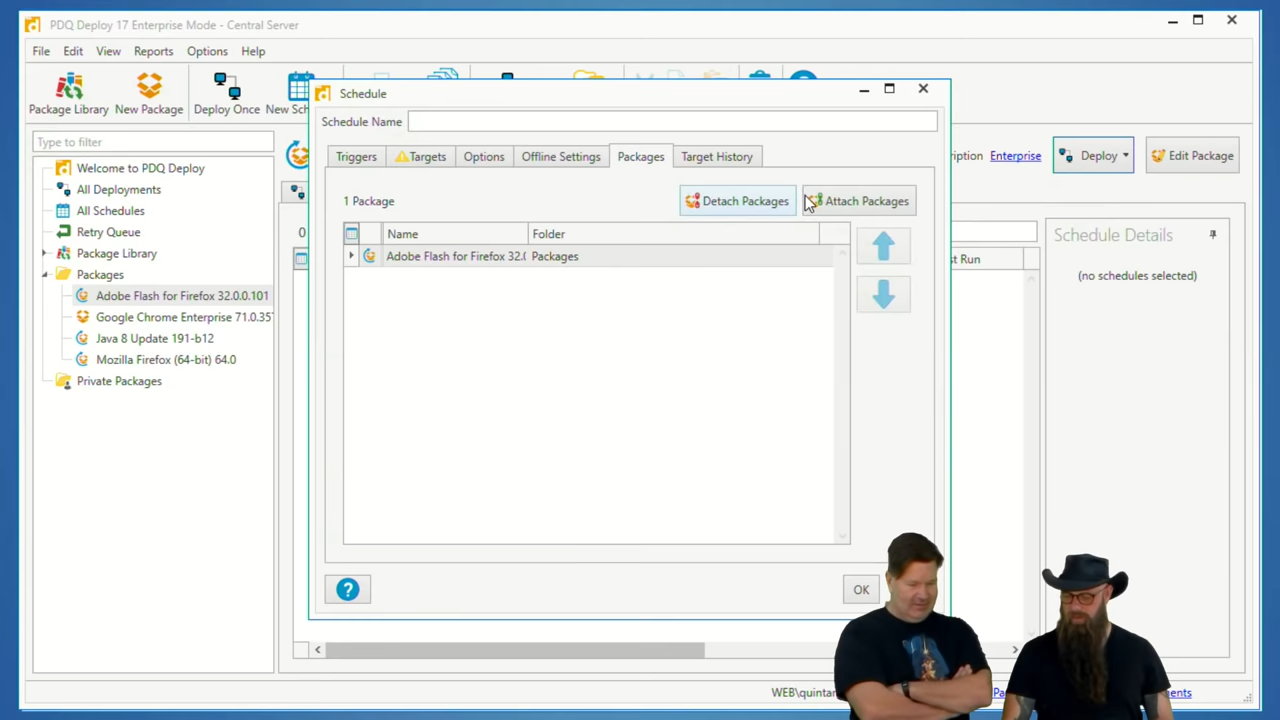 PDQ Deploy 17 Enterprise Mode - Central Server
File Edit View Reports Options Help
Package Library New Package Deploy Once New Sch
Schedule
Schedule Name
Type to filter
Welcome to PDQ Deploy
All Deployments
All Schedules
Retry Queue
Package Library
Packages
Adobe Flash for Firefox 32.0.0.101
Google Chrome Enterprise 71.0.35
Java 8 Update 191-b12
Mozilla Firefox (64-bit) 64.0
Private Packages
Triggers Targets Options Offline Settings Packages Target History
1 Package
Detach Packages Attach Packages
Name Folder
Adobe Flash for Firefox 32.( Packages
?
OK
0
ription Enterprise
Deploy Edit Package
st Run
Schedule Details
(no schedules selected)
WEB\quintar
Pa
ents